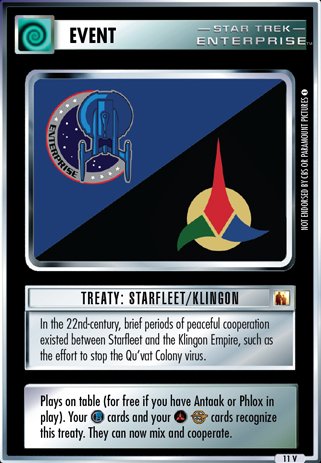 EVENT
STAR TREK
ENTERPRISE™
ENTERPRISE
NOT ENDORSED BY CBS OR PARAMOUNT PICTURES
TREATY: STARFLEET/KLINGON
In the 22nd-century, brief periods of peaceful cooperation
existed between Starfleet and the Klingon Empire, such as
the effort to stop the Qu'vat Colony virus.
Plays on table (for free if you have Antaak or Phlox in
play). Your cards and your cards recognize
this treaty. They can now mix and cooperate.
11 V